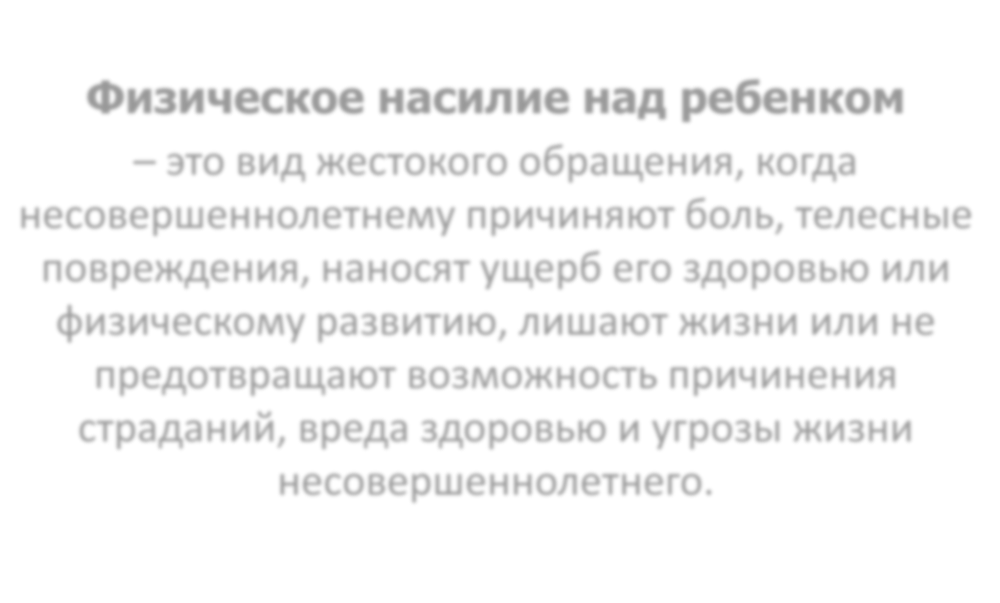 Физическое насилие над ребенком
– это вид жестокого обращения, когда
несовершеннолетнему причиняют боль, телесные
повреждения, наносят ущерб его здоровью или
физическому развитию, лишают жизни или не
предотвращают возможность причинения
страданий, вреда здоровью и угрозы жизни
несовершеннолетнего.